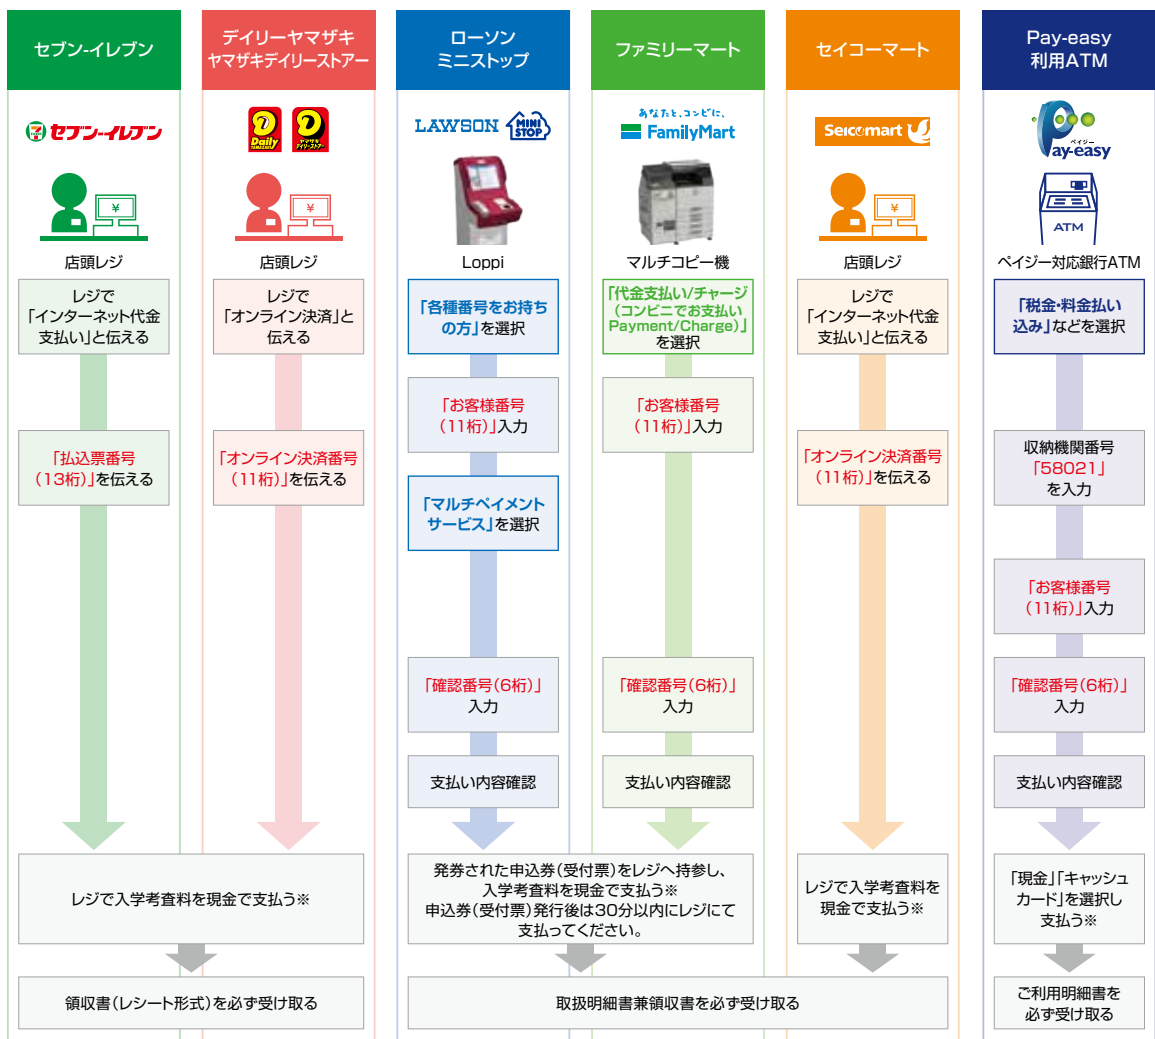 セブン-イレブン
セブン-イレブン
¥
店頭レジ
レジで
「インターネット代金
支払い」と伝える
「払込票番号
(13桁)」を伝える
デイリーヤマザキ
ヤマザキデイリーストアー
Daily
YAMAZAKI
ヤマザキ
デイリーストアー
¥
店頭レジ
レジで
「オンライン決済」と
伝える
「オンライン決済番号
(11桁)」を伝える
レジで入学考査料を現金で支払う※
領収書(レシート形式)を必ず受け取る
ローソン
ミニストップ
LAWSON
MINI
STOP
Loppi
「各種番号をお持ち
の方」を選択
「お客様番号
(11桁)」入力
「マルチペイメント
サービス」を選択
「確認番号(6桁)」
入力
支払い内容確認
ファミリーマート
あなたと、コンビに、
FamilyMart
マルチコピー機
「代金支払い/チャージ
(コンビニでお支払い
Payment/Charge)」
を選択
「お客様番号
(11桁)」入力
「確認番号(6桁)」
入力
支払い内容確認
発券された申込券(受付票)をレジへ持参し、
入学考査料を現金で支払う※
申込券(受付票)発行後は30分以内にレジにて
支払ってください。
セイコーマート
Seicomart
¥
店頭レジ
レジで
「インターネット代金
支払い」と伝える
「オンライン決済番号
(11桁)」を伝える
レジで入学考査料を
現金で支払う※
取扱明細書兼領収書を必ず受け取る
Pay-easy
利用ATM
ペイジー
Pay-easy
ATM
ペイジー対応銀行ATM
「税金・料金払い
込み」などを選択
収納機関番号
「58021」
を入力
「お客様番号
(11桁)」入力
「確認番号(6桁)」
入力
支払い内容確認
「現金」「キャッシュ
カード」を選択し
支払う※
ご利用明細書を
必ず受け取る